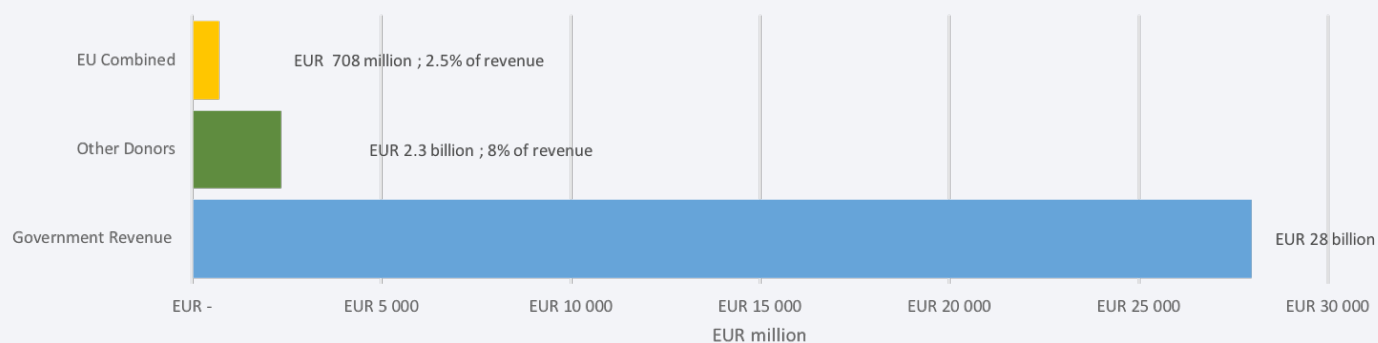 EU Combined
EUR  708 million ; 2.5% of revenue
Other Donors
EUR 2.3 billion ; 8% of revenue
Government Revenue
EUR 28 billion
EUR - EUR 5 000 EUR 10 000 EUR 15 000 EUR 20 000 EUR 25 000 EUR 30 000
EUR million